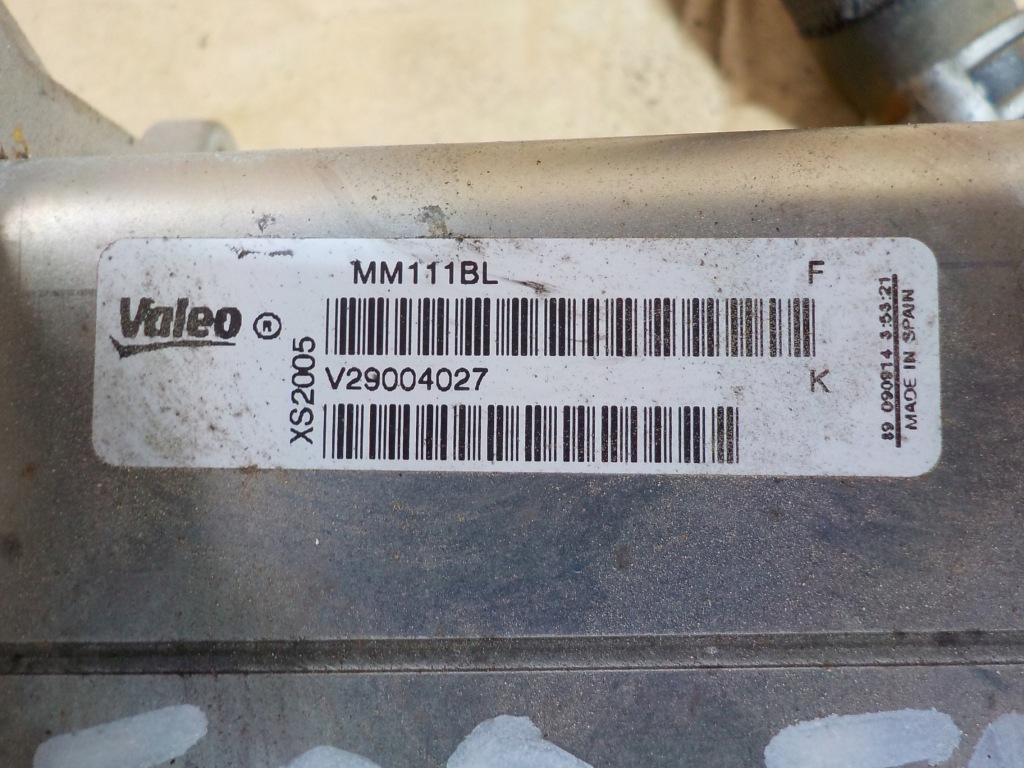 MM111BL F
Valeo ®
XS2005
V29004027 K
89 090914 3:53:21
MADE IN SPAIN